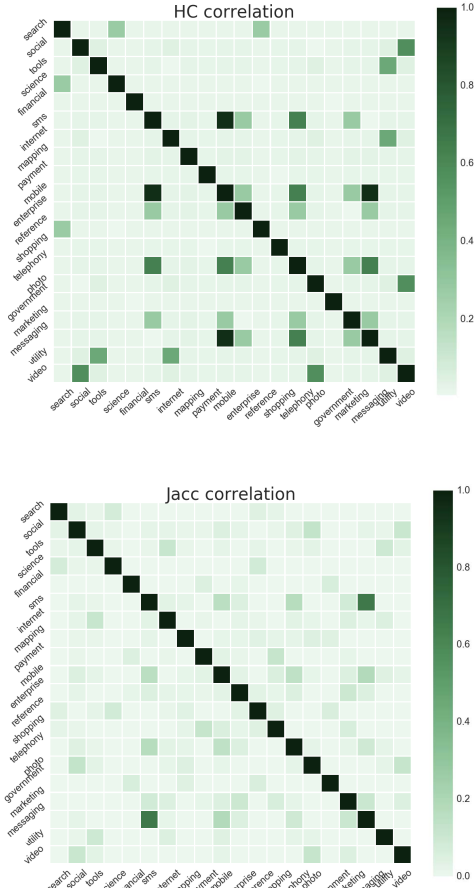 HC correlation
search
social
tools
science
financial
sms
internet
mapping
payment
mobile
enterprise
reference
shopping
telephony
photo
government
marketing
messaging
utility
video
1.0
0.8
0.6
0.4
0.2
search
social
tools
science
financial
sms
internet
mapping
payment
mobile
enterprise
reference
shopping
telephony
photo
government
marketing
messaging
utility
video
Jacc correlation
search
social
tools
science
financial
sms
internet
mapping
payment
mobile
enterprise
reference
shopping
telephony
photo
government
marketing
messaging
utility
video
1.0
0.8
0.6
0.4
0.2
0.0
social
tools
sms
mobile
photo
utility
video